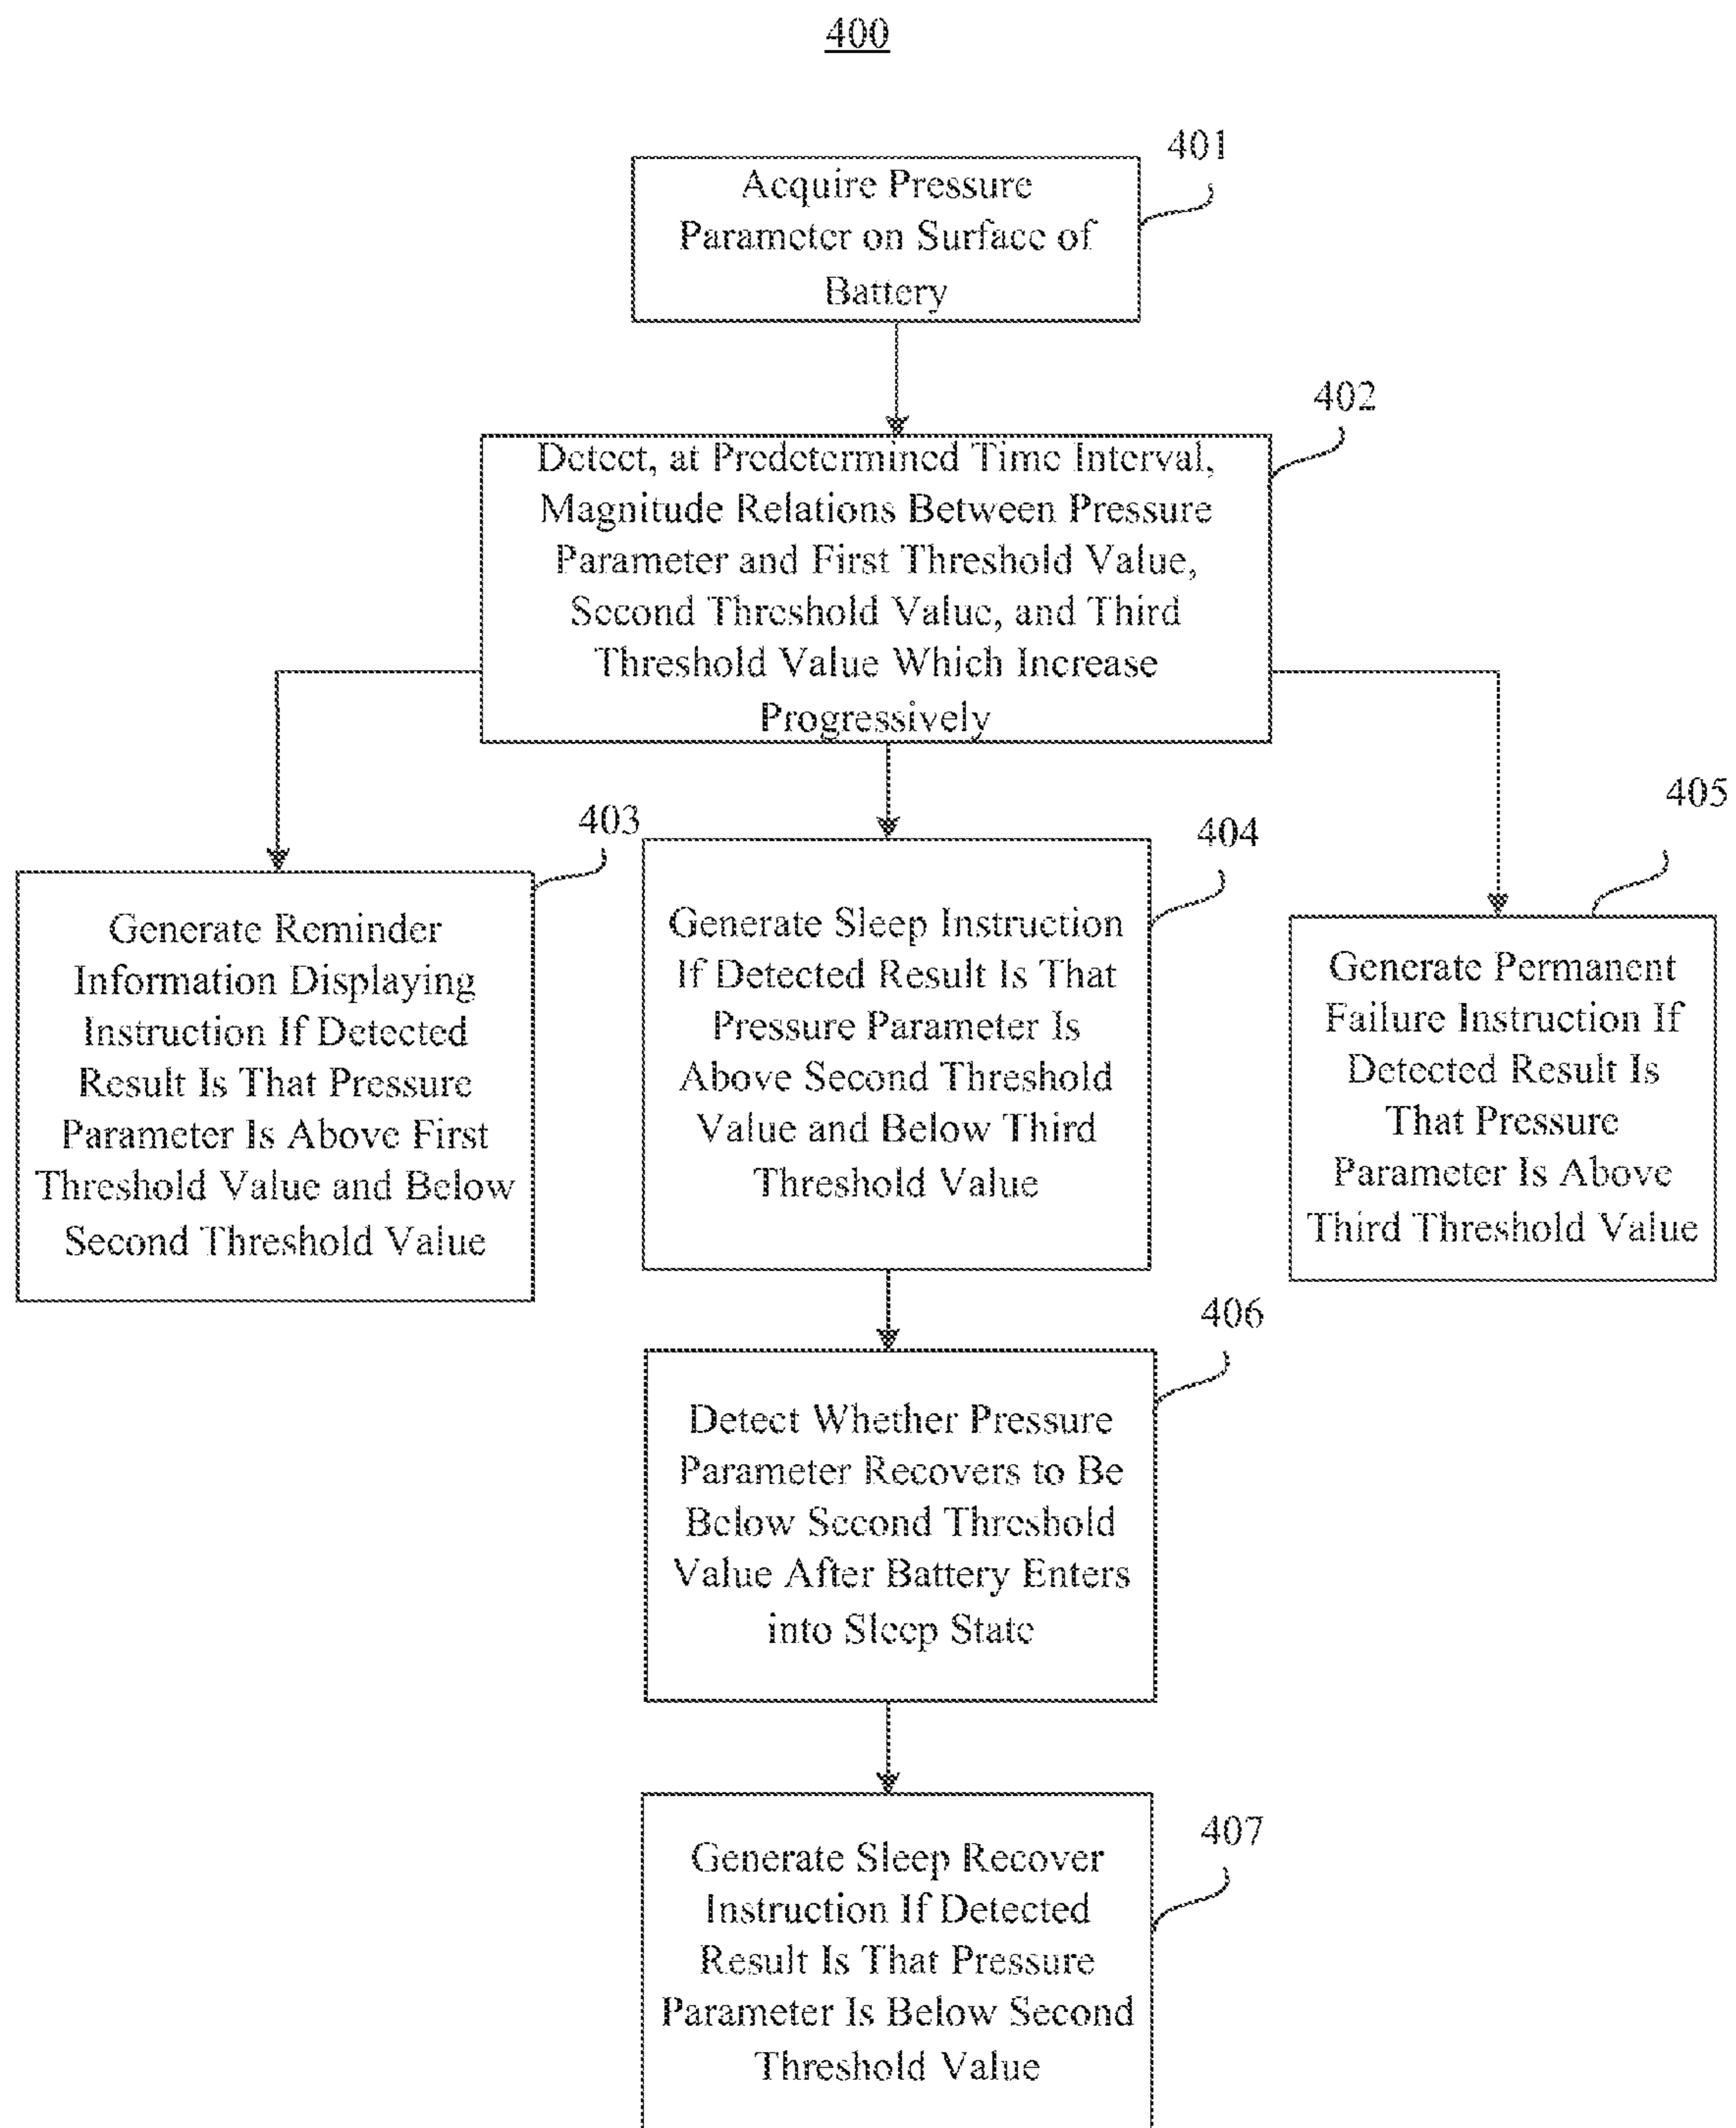 400
401
Acquire Pressure
Parameter on Surface of
Battery
402
Detect, at Predetermined Time Interval,
Magnitude Relations Between Pressure
Parameter and First Threshold Value,
Second Threshold Value, and Third
Threshold Value Which Increase
Progressively
403
Generate Reminder
Information Displaying
Instruction If Detected
Result Is That Pressure
Parameter Is Above First
Threshold Value and Below
Second Threshold Value
404
Generate Sleep Instruction
If Detected Result Is That
Pressure Parameter Is
Above Second Threshold
Value and Below Third
Threshold Value
405
Generate Permanent
Failure Instruction If
Detected Result Is
That Pressure
Parameter Is Above
Third Threshold Value
406
Detect Whether Pressure
Parameter Recovers to Be
Below Second Threshold
Value After Battery Enters
into Sleep State
407
Generate Sleep Recover
Instruction If Detected
Result Is That Pressure
Parameter Is Below Second
Threshold Value